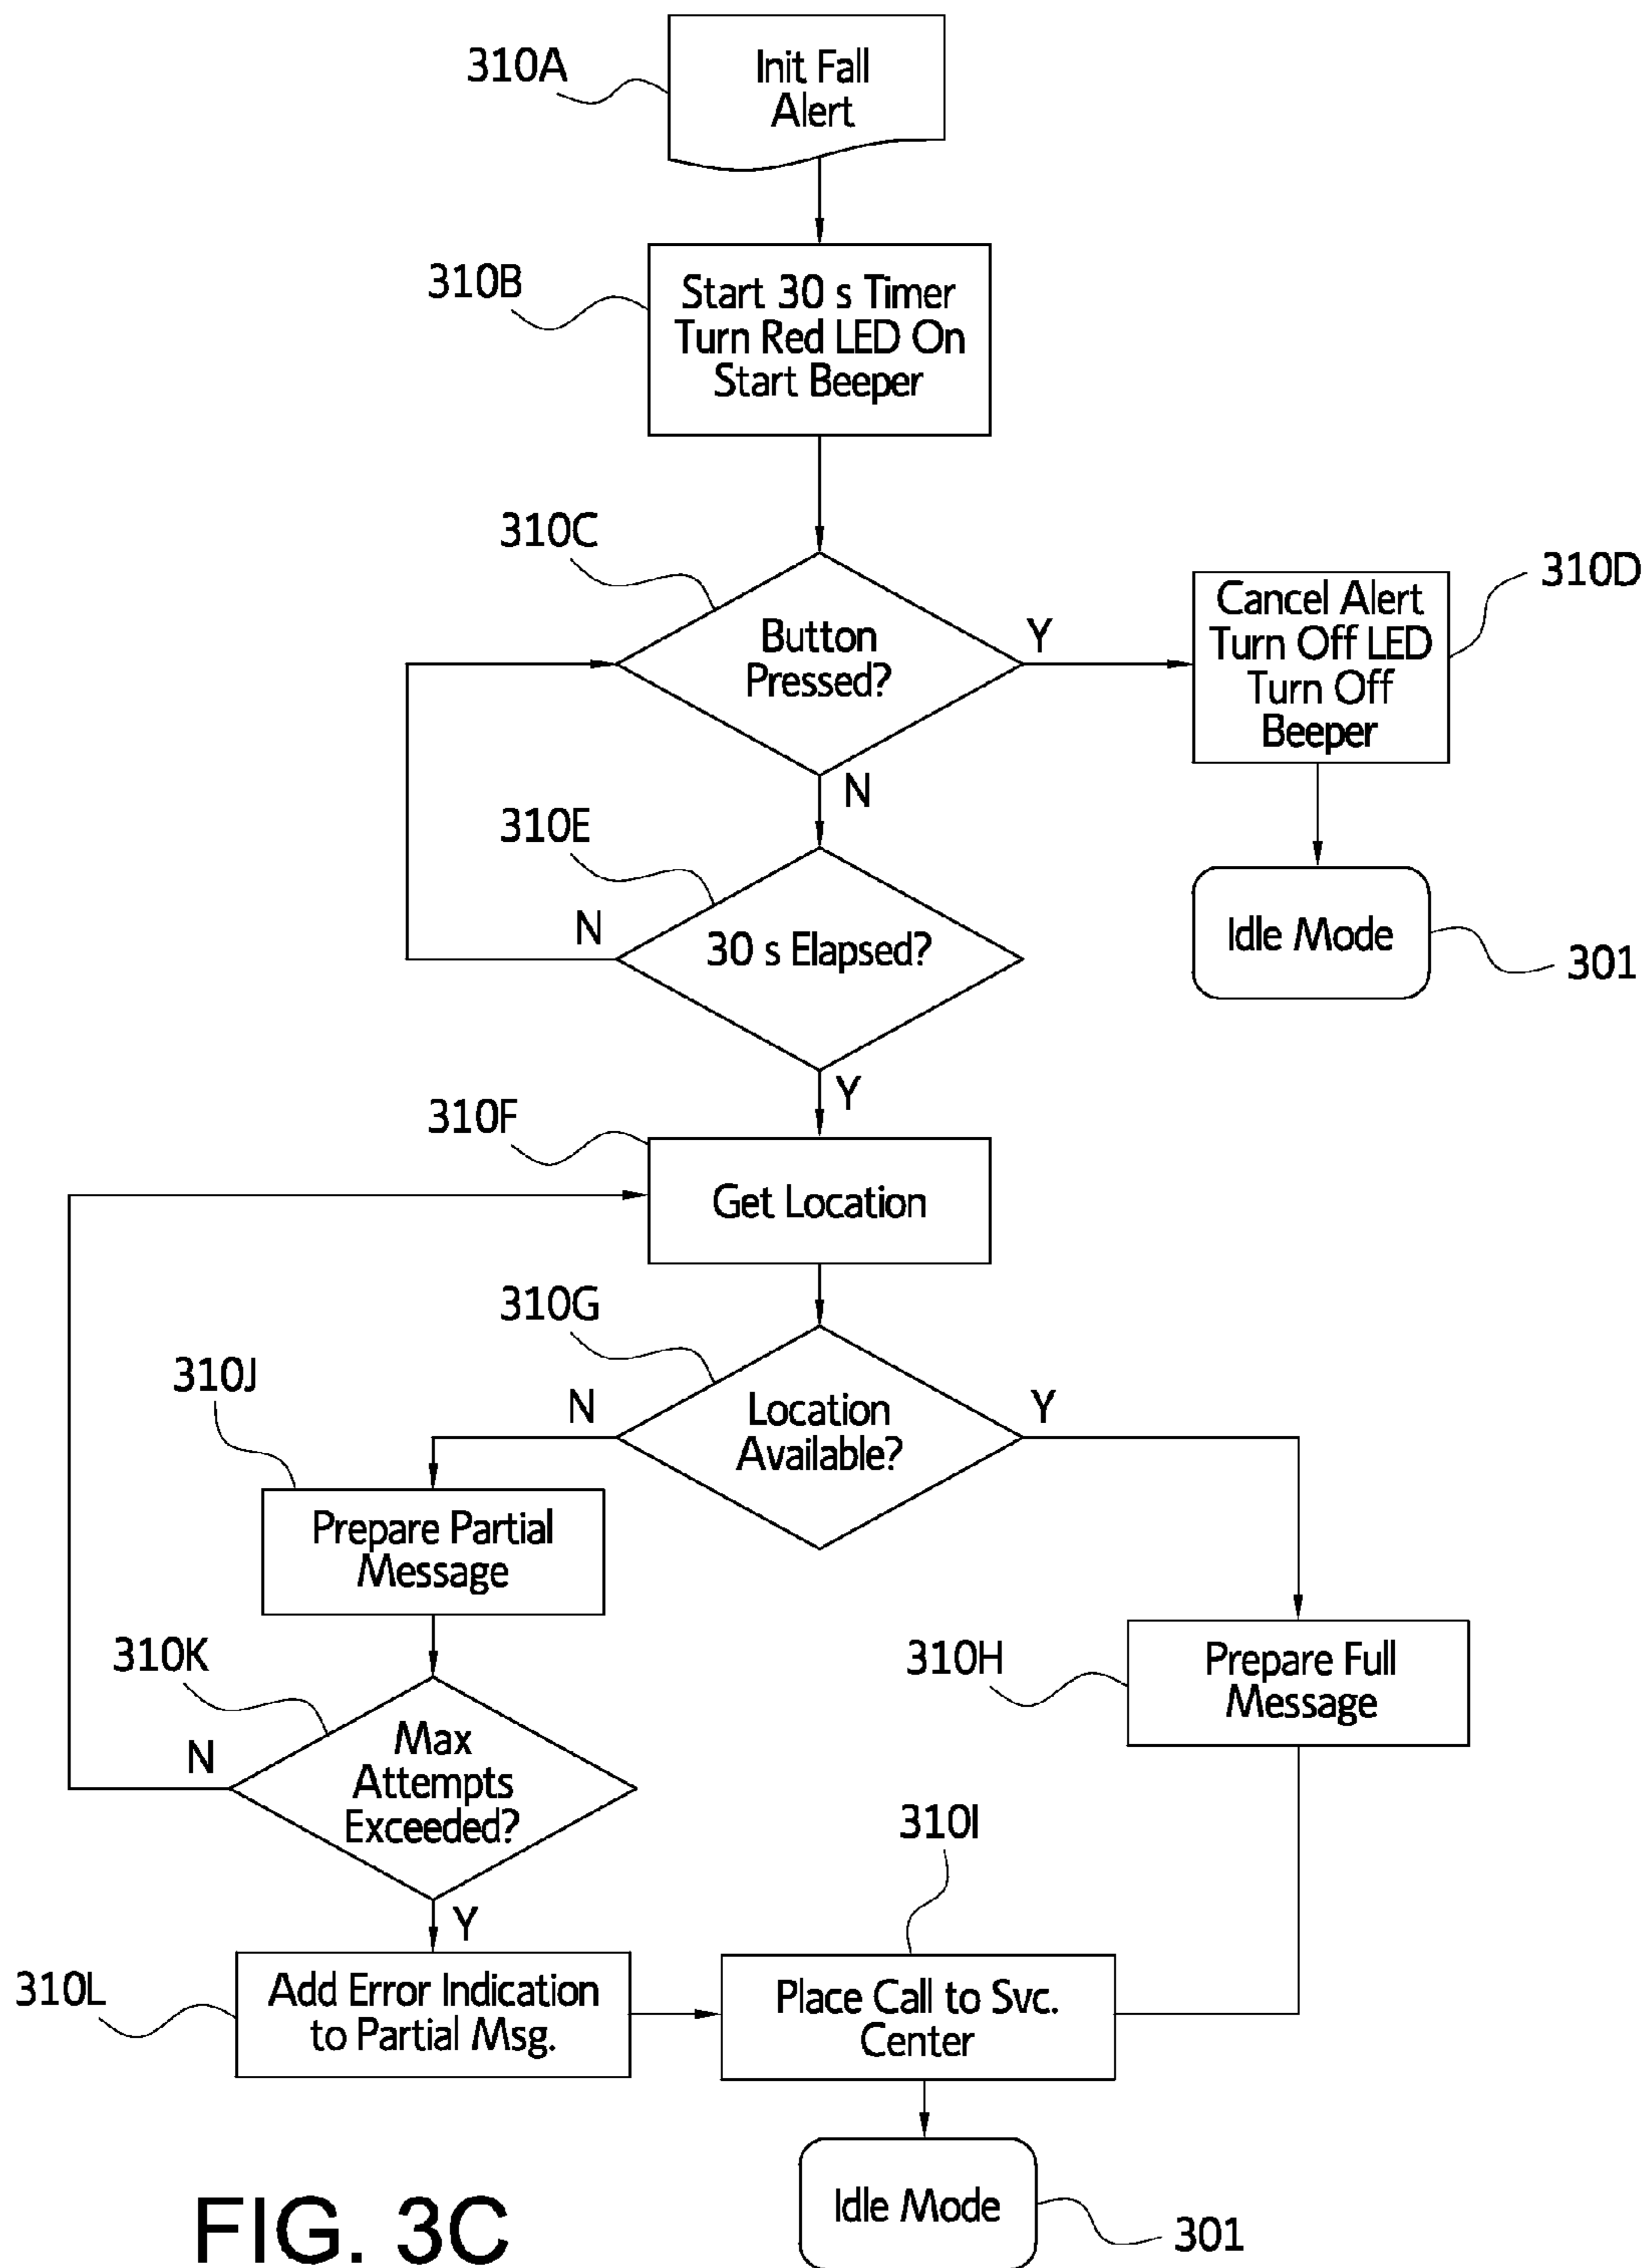 310A
Init Fall
Alert
310B
Start 30 s Timer
Turn Red LED On
Start Beeper
310C
Button
Pressed?
Y
N
310D
Cancel Alert
Turn Off LED
Turn Off
Beeper
Idle Mode
301
310E
30 s Elapsed?
N
Y
310F
Get Location
310G
Location
Available?
N
Y
310J
Prepare Partial
Message
310K
Max
Attempts
Exceeded?
N
Y
310H
Prepare Full
Message
310L
Add Error Indication
to Partial Msg.
310I
Place Call to Svc.
Center
Idle Mode
301
FIG. 3C